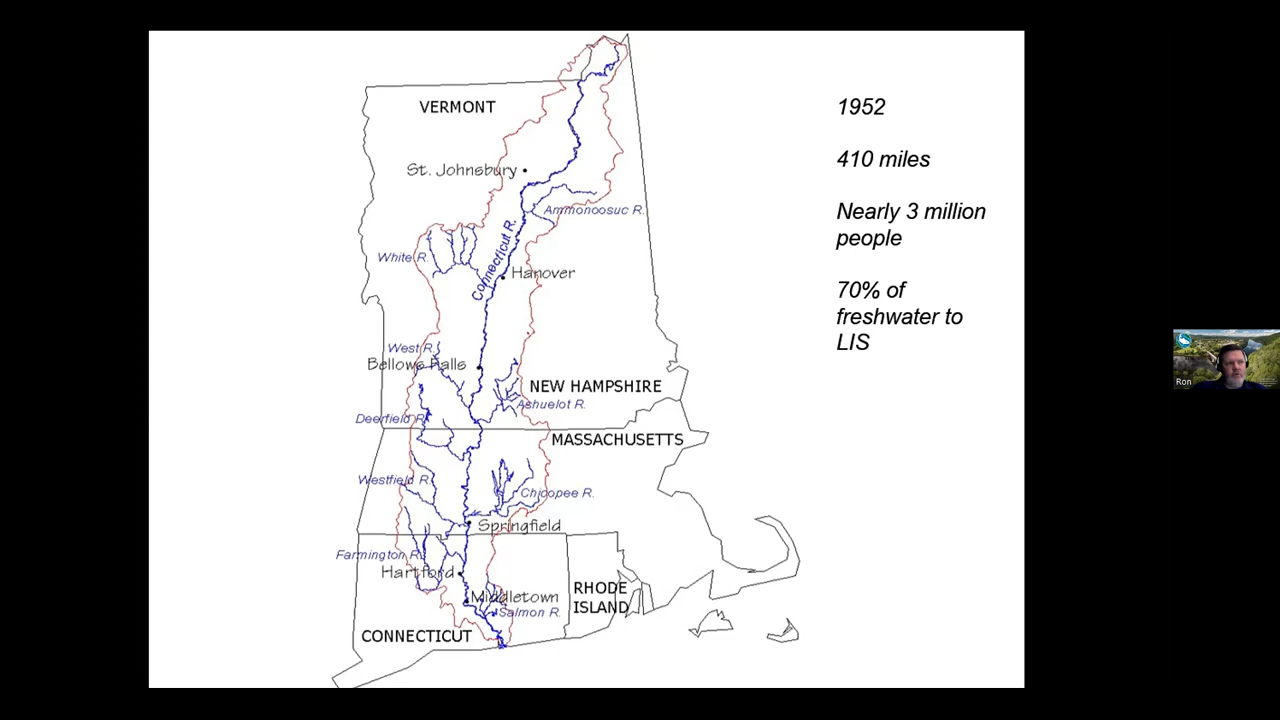 VERMONT
St. Johnsbury
Ammonoosuc R.
Connecticut R.
White R.
Hanover
West R.
Bellows Falls
NEW HAMPSHIRE
Ashuelot R.
Deerfield R.
MASSACHUSETTS
Westfield R.
Chicopee R.
Springfield
Farmington R.
Hartford
RHODE
ISLAND
Middletown
Salmon R.
CONNECTICUT
1952
410 miles
Nearly 3 million
people
70% of
freshwater to
LIS
Ron